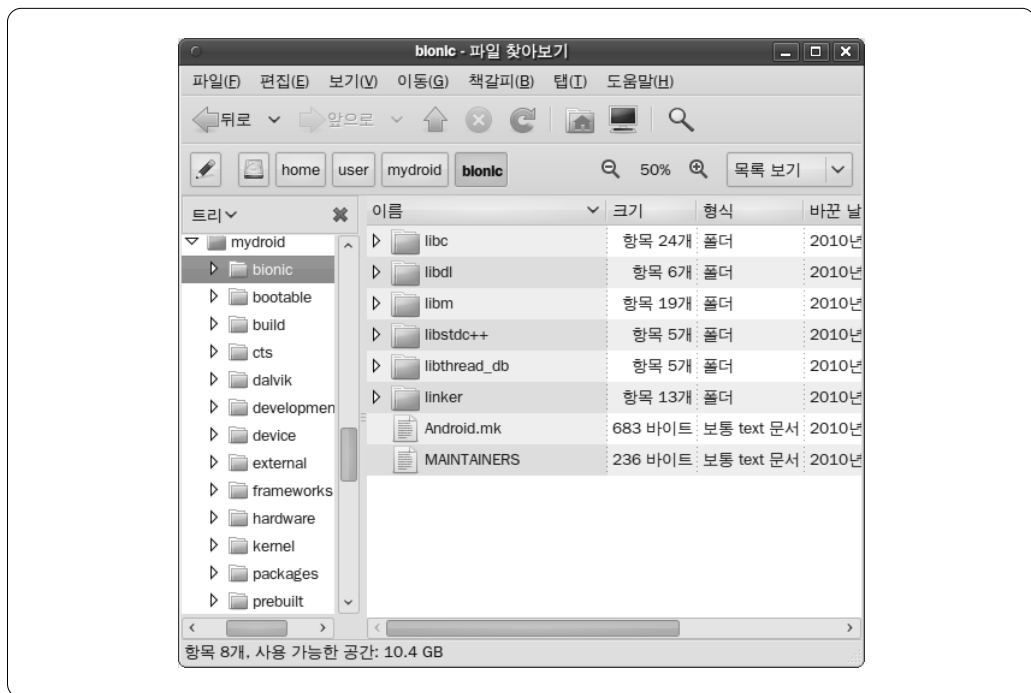 bionic - 파일 찾아보기
파일(F) 편집(E) 보기(V) 이동(G) 책갈피(B) 탭(T) 도움말(H)
뒤로 앞으로
home user mydroid bionic 50% 목록 보기
트리
mydroid
bionic
bootable
build
cts
dalvik
developmen
device
external
frameworks
hardware
kernel
packages
prebuilt
이름 크기 형식 바꾼 날
libc 항목 24개 폴더 2010년
libdl 항목 6개 폴더 2010년
libm 항목 19개 폴더 2010년
libstdc++ 항목 5개 폴더 2010년
libthread_db 항목 5개 폴더 2010년
linker 항목 13개 폴더 2010년
Android.mk 683 바이트 보통 text 문서 2010년
MAINTAINERS 236 바이트 보통 text 문서 2010년
항목 8개, 사용 가능한 공간: 10.4 GB